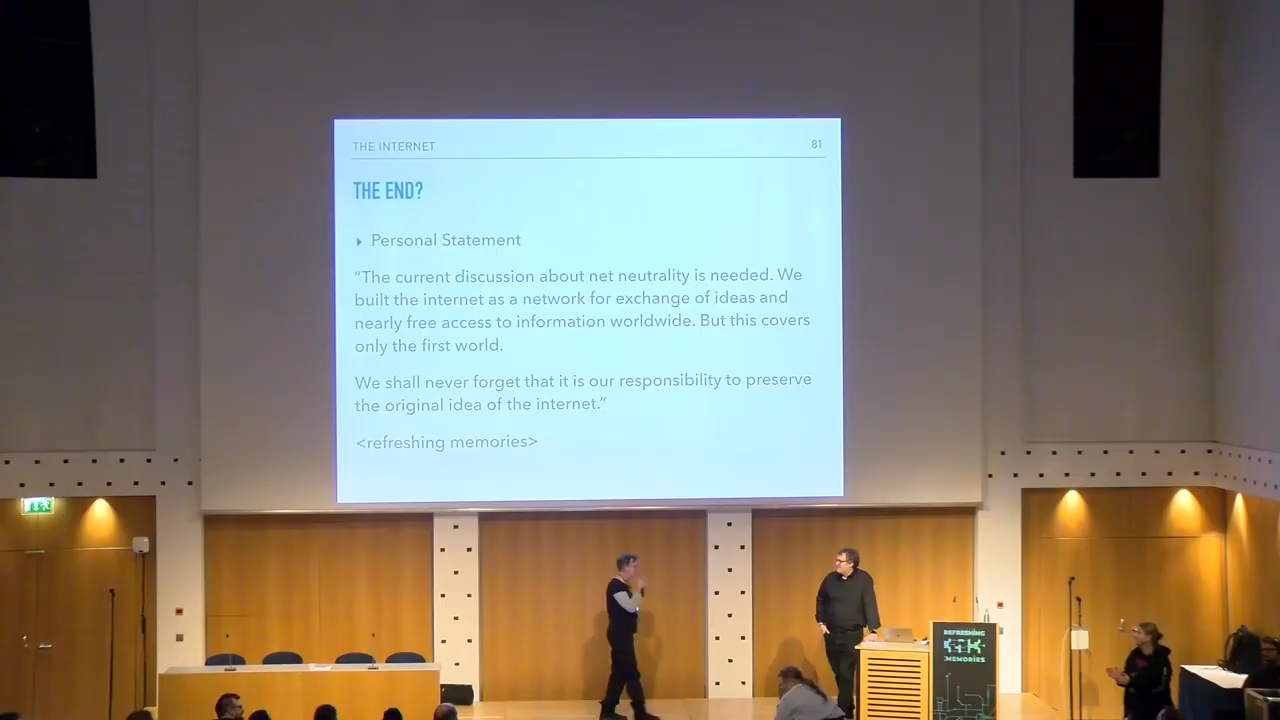 THE INTERNET
81
THE END?
Personal Statement
“The current discussion about net neutrality is needed. We
built the internet as a network for exchange of ideas and
nearly free access to information worldwide. But this covers
only the first world.
We shall never forget that it is our responsibility to preserve
the original idea of the internet.”
<refreshing memories>
REFRESHING
MEMORIES